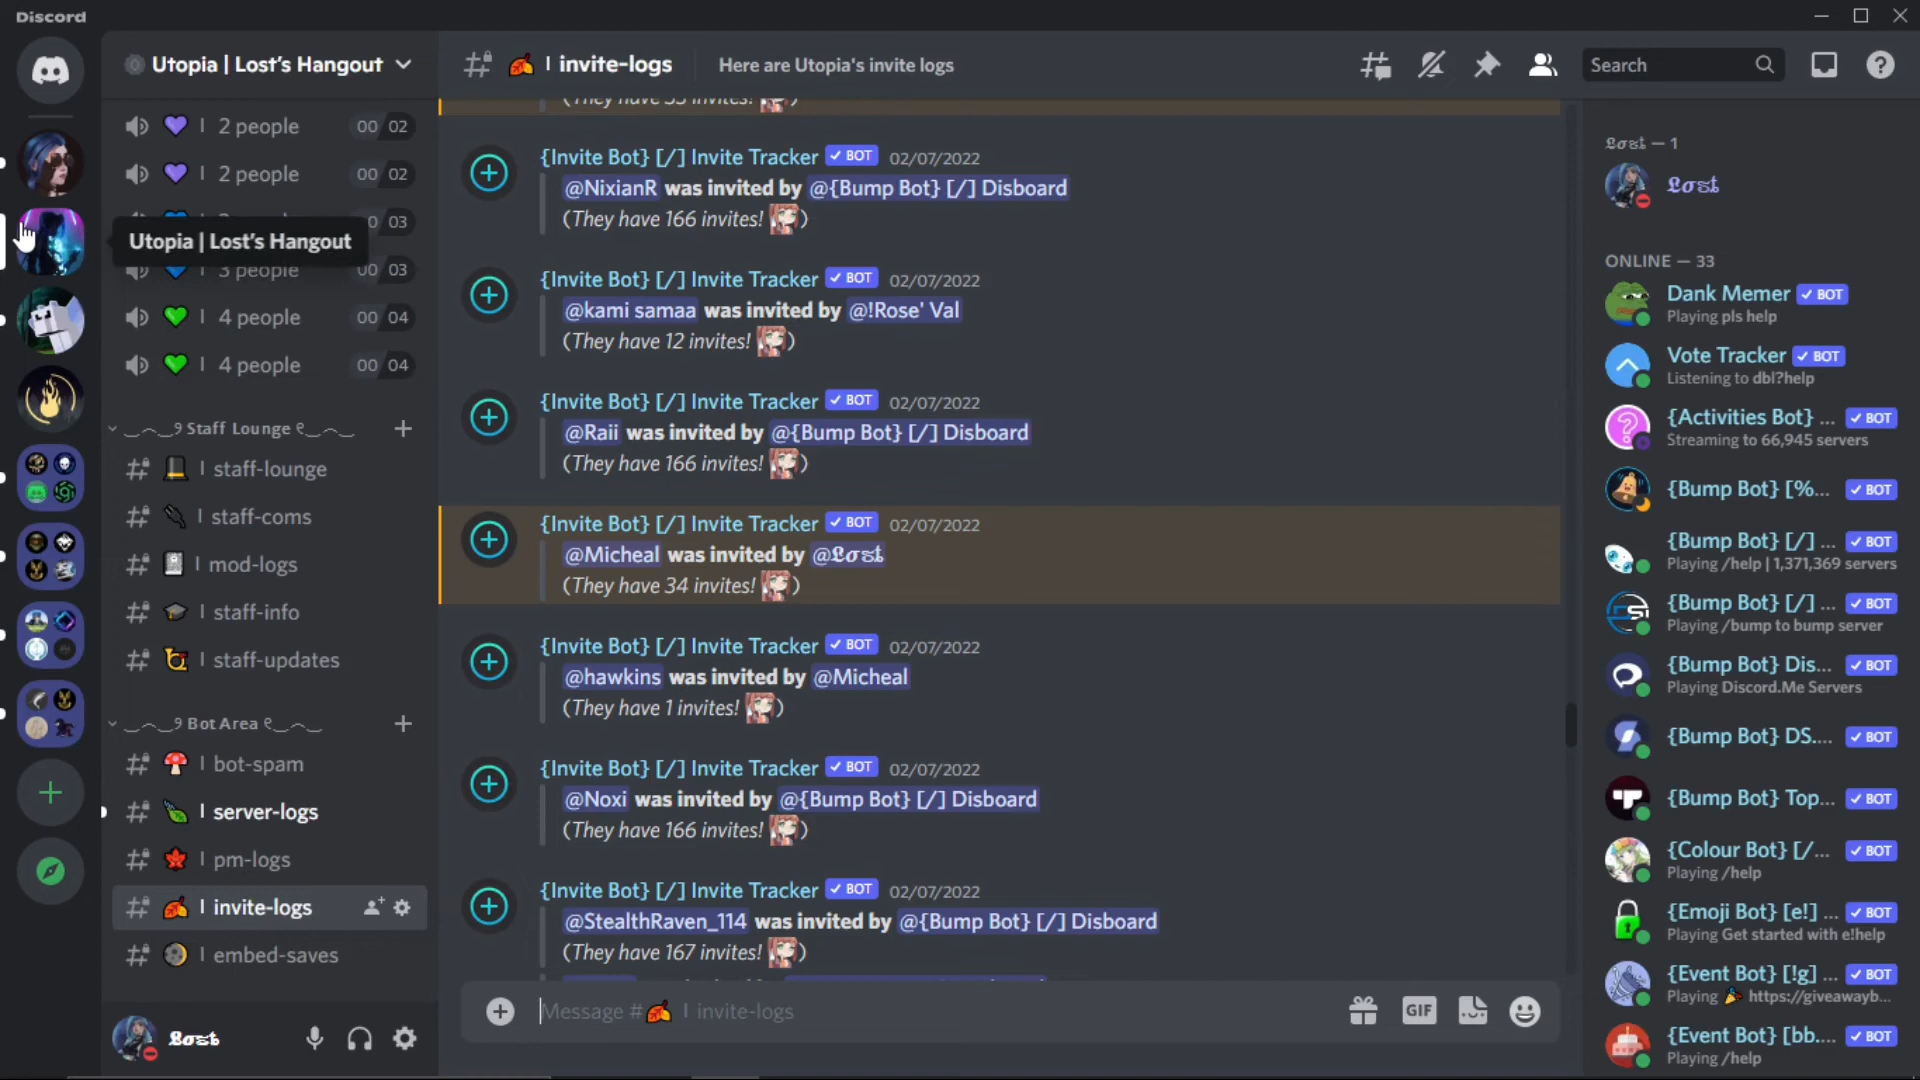 Discord
Utopia | Lost's Hangout
| 2 people 00 02
| 2 people 00 02
00 03
Utopia | Lost's Hangout
3 people 00 03
| 4 people 00 04
| 4 people 00 04
Staff Lounge
| staff-lounge
| staff-coms
| mod-logs
| staff-info
| staff-updates
Bot Area
| bot-spam
| server-logs
| pm-logs
| invite-logs
| embed-saves
𝕷𝖔𝖘𝖙
| invite-logs
Here are Utopia's invite logs
Search
{Invite Bot} [/] Invite Tracker ✓ BOT 02/07/2022
@NixianR was invited by @{Bump Bot} [/] Disboard
(They have 166 invites! )
{Invite Bot} [/] Invite Tracker ✓ BOT 02/07/2022
@kami samaa was invited by @!Rose' Val
(They have 12 invites! )
{Invite Bot} [/] Invite Tracker ✓ BOT 02/07/2022
@Raii was invited by @{Bump Bot} [/] Disboard
(They have 166 invites! )
{Invite Bot} [/] Invite Tracker ✓ BOT 02/07/2022
@Micheal was invited by @𝕷𝖔𝖘𝖙
(They have 34 invites! )
{Invite Bot} [/] Invite Tracker ✓ BOT 02/07/2022
@hawkins was invited by @Micheal
(They have 1 invites! )
{Invite Bot} [/] Invite Tracker ✓ BOT 02/07/2022
@Noxi was invited by @{Bump Bot} [/] Disboard
(They have 166 invites! )
{Invite Bot} [/] Invite Tracker ✓ BOT 02/07/2022
@StealthRaven_114 was invited by @{Bump Bot} [/] Disboard
(They have 167 invites! )
Message #🍂 | invite-logs
GIF
𝕷𝖔𝖘𝖙 — 1
𝕷𝖔𝖘𝖙
ONLINE — 33
Dank Memer ✓ BOT
Playing pls help
Vote Tracker ✓ BOT
Listening to dbl?help
{Activities Bot} ... ✓ BOT
Streaming to 66,945 servers
{Bump Bot} [%... ✓ BOT
{Bump Bot} [/] ... ✓ BOT
Playing /help | 1,371,369 servers
{Bump Bot} [/] ... ✓ BOT
Playing /bump to bump server
{Bump Bot} Dis... ✓ BOT
Playing Discord.Me Servers
{Bump Bot} DS.... ✓ BOT
{Bump Bot} Top... ✓ BOT
{Colour Bot} [/... ✓ BOT
Playing /help
{Emoji Bot} [e!] ... ✓ BOT
Playing Get started with e!help
{Event Bot} [!g] ... ✓ BOT
Playing 🎉 https://giveawayb...
{Event Bot} [bb.... ✓ BOT
Playing /help